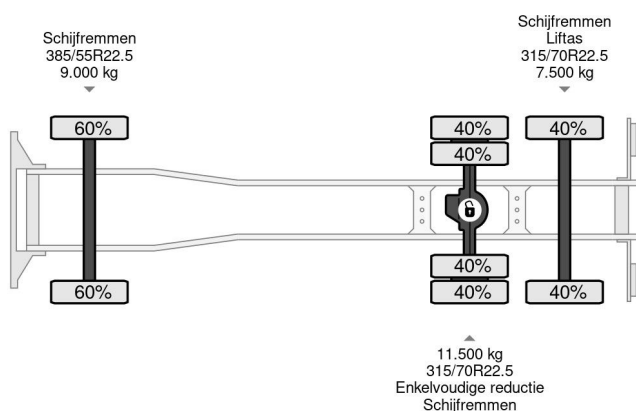 Schijfremmen
385/55R22.5
9.000 kg
Schijfremmen
Liftas
315/70R22.5
7.500 kg
60%
40%
40%
40%
60%
40%
40%
40%
11.500 kg
315/70R22.5
Enkelvoudige reductie
Schijfremmen